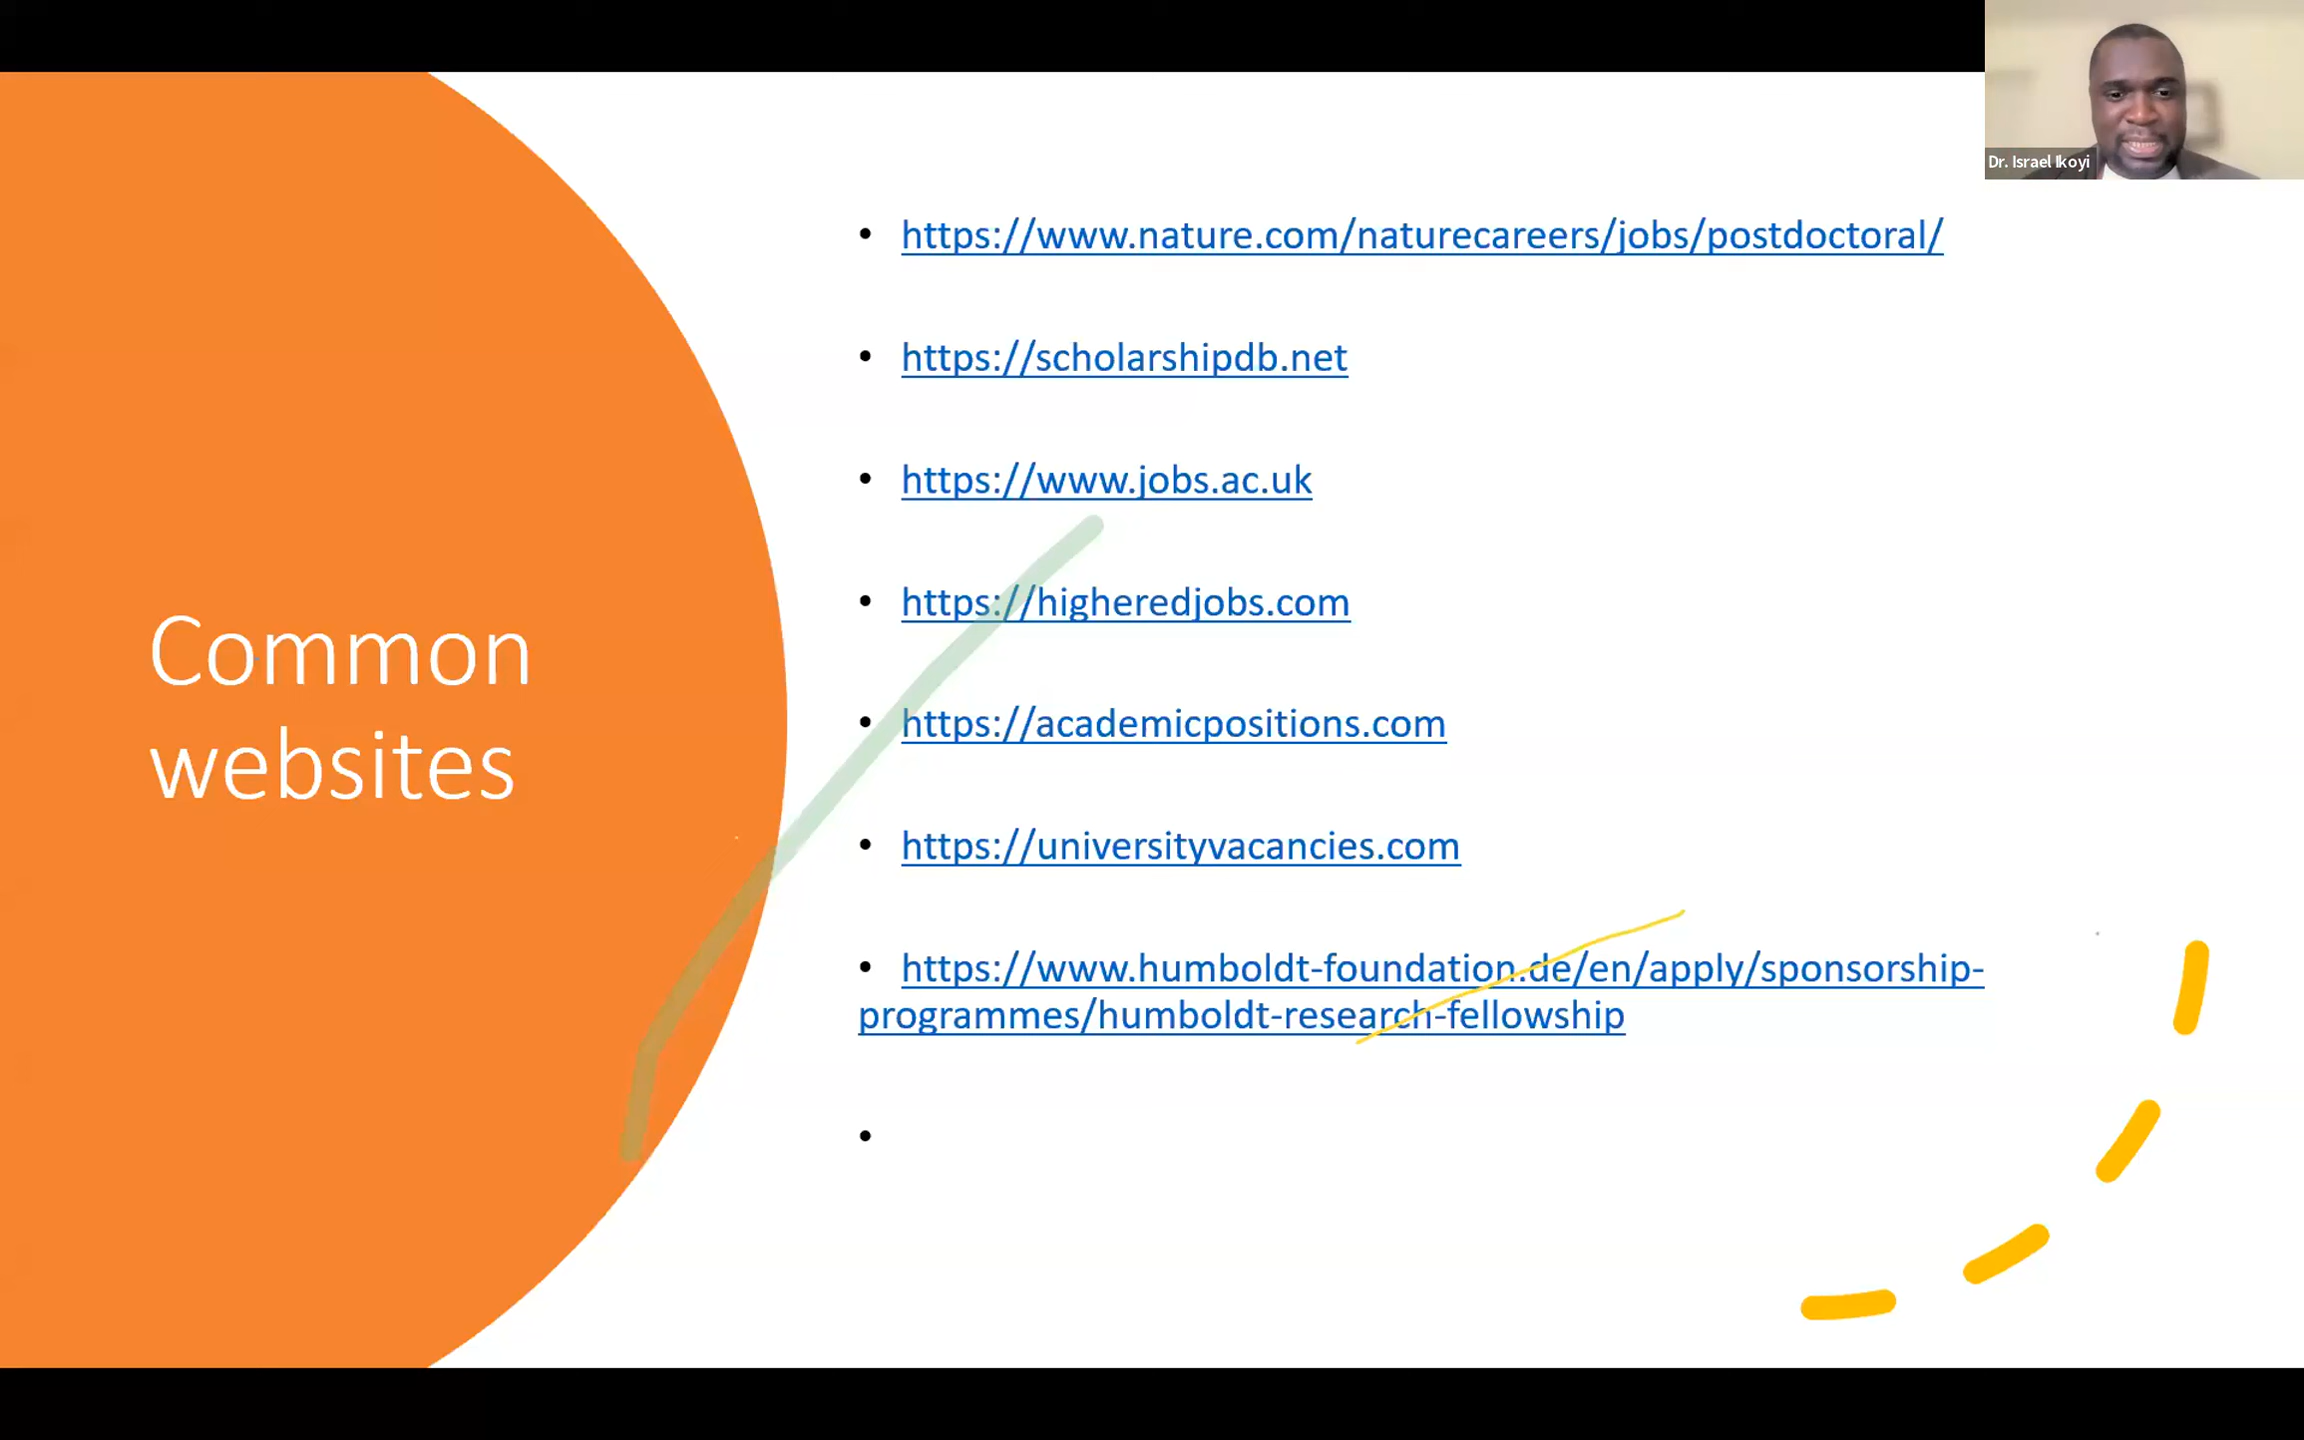 Dr. Israel Ikoyi
Common
websites
• https://www.nature.com/naturecareers/jobs/postdoctoral/
• https://scholarshipdb.net
• https://www.jobs.ac.uk
• https://higheredjobs.com
• https://academicpositions.com
• https://universityvacancies.com
• https://www.humboldt-foundation.de/en/apply/sponsorship-
programmes/humboldt-research-fellowship
•